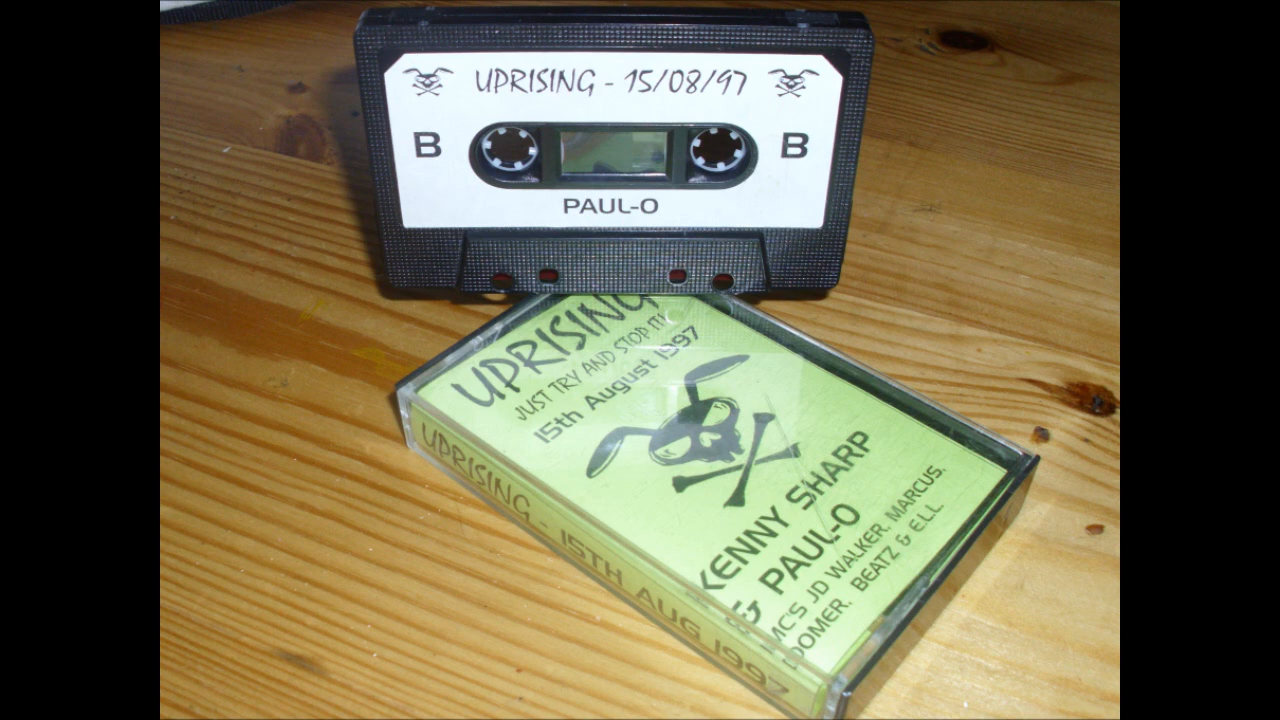 UPRISING - 15/08/97
B B
PAUL-O
UPRISING
JUST TRY AND STOP IT!
15th August 1997
KENNY SHARP
& PAUL-O
MC'S JD WALKER. MARCUS.
LOOMER. BEATZ & E.L.L.
UPRISING - 15TH AUG 1997